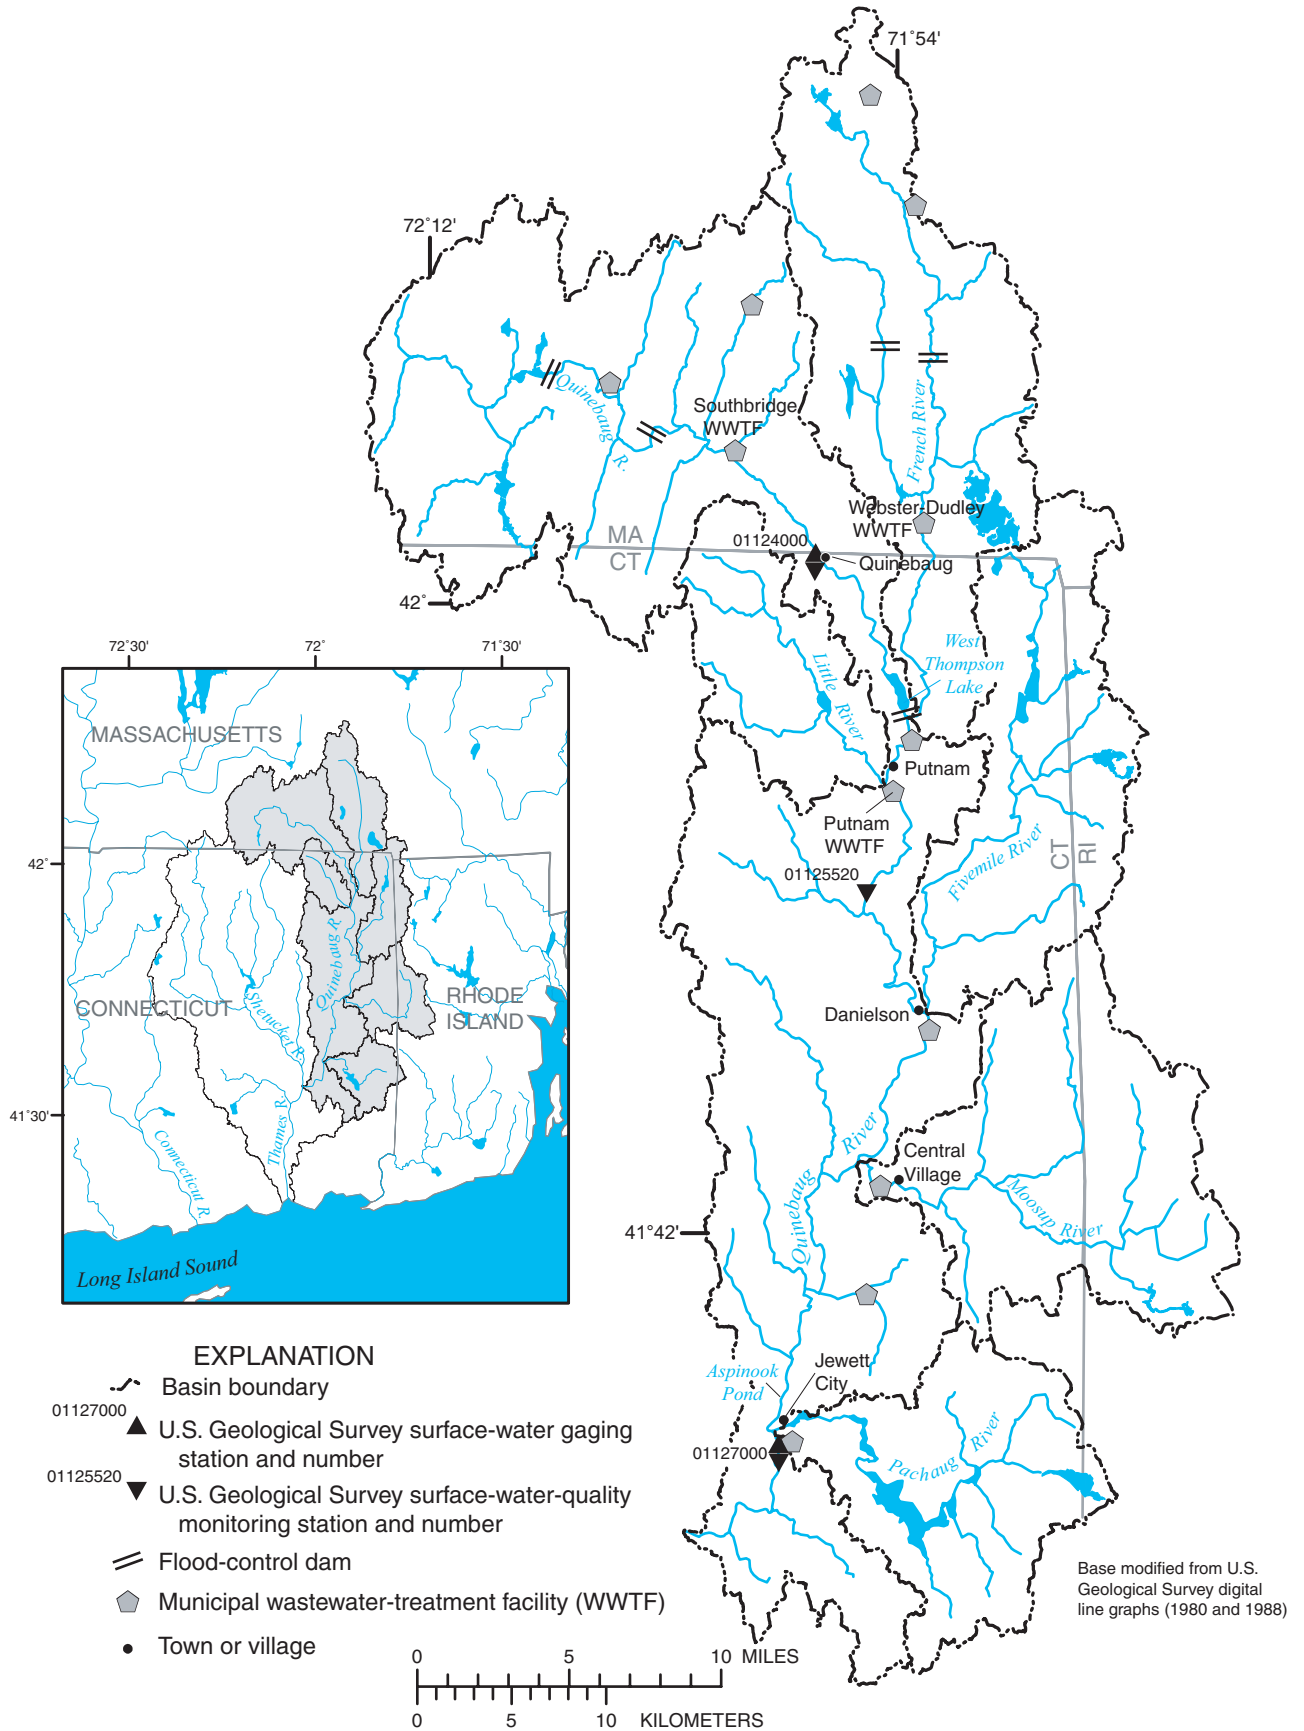 71°54'
72°12'
Quinebaug
R.
Southbridge
WWTF
French River
Webster-Dudley
WWTF
MA
CT
01124000
Quinebaug
42°
West
Thompson
Lake
Little
River
Putnam
Putnam
WWTF
01125520
Fivemile River
CT
RI
Danielson
River
Central
Village
Quinebaug
Moosup River
41°42'
Aspinook
Pond
Jewett
City
01127000
Pachaug River
72°30'
72°
71°30'
MASSACHUSETTS
42°
CONNECTICUT
Shetucket R.
Quinebaug R.
RHODE
ISLAND
41°30'
Connecticut R.
Thames R.
Long Island Sound
EXPLANATION
Basin boundary
01127000
U.S. Geological Survey surface-water gaging
station and number
01125520
U.S. Geological Survey surface-water-quality
monitoring station and number
Flood-control dam
Municipal wastewater-treatment facility (WWTF)
Town or village
0 5 10 MILES
0 5 10 KILOMETERS
Base modified from U.S.
Geological Survey digital
line graphs (1980 and 1988)